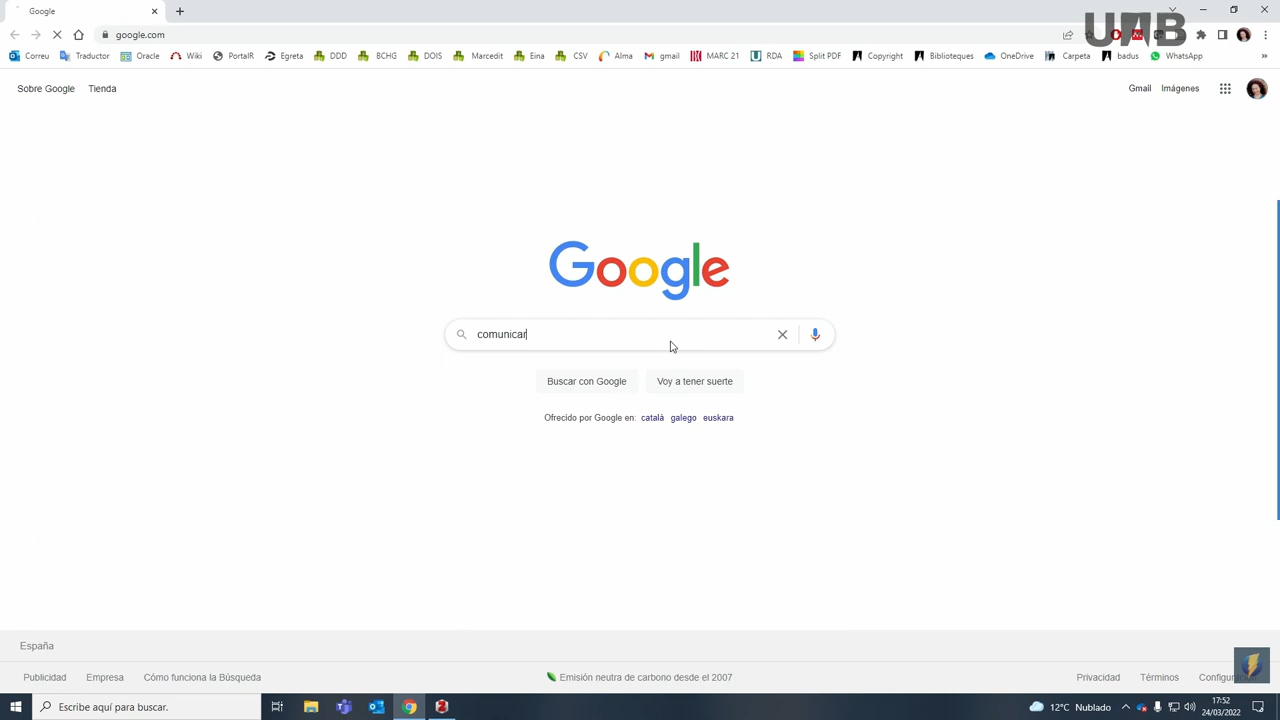 Google
UAB
google.com
Correu Traductor Oracle Wiki PortalR Egreta DDD BCHG DOIS Marcedit Eina CSV Alma gmail MARC 21 RDA Split PDF Copyright Biblioteques OneDrive Carpeta badus WhatsApp »
Sobre Google Tienda Gmail Imágenes
Google
comunicar
Buscar con Google Voy a tener suerte
Ofrecido por Google en: català galego euskara
España
Publicidad Empresa Cómo funciona la Búsqueda Emisión neutra de carbono desde el 2007 Privacidad Términos
Escribe aquí para buscar. 12°C Nublado 17:52
24/03/2022